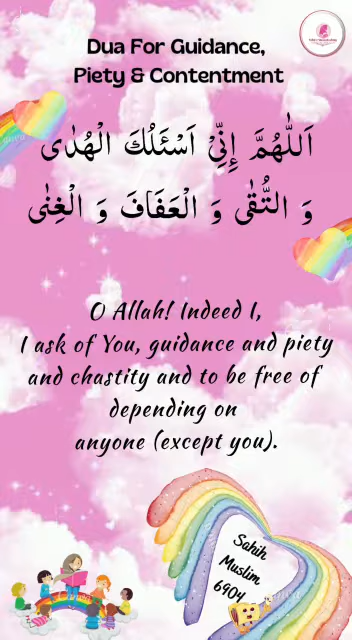 Dua For Guidance,
Piety & Contentment
اَللّٰهُمَّ إِنِّيْ اَسْئَلُكَ الْهُدٰى
وَ التُّقٰى وَ الْعَفَافَ وَ الْغِنٰى
O Allah! Indeed I,
I ask of You, guidance and piety
and chastity and to be free of
depending on
anyone (except you).
Sahih
Muslim
6904